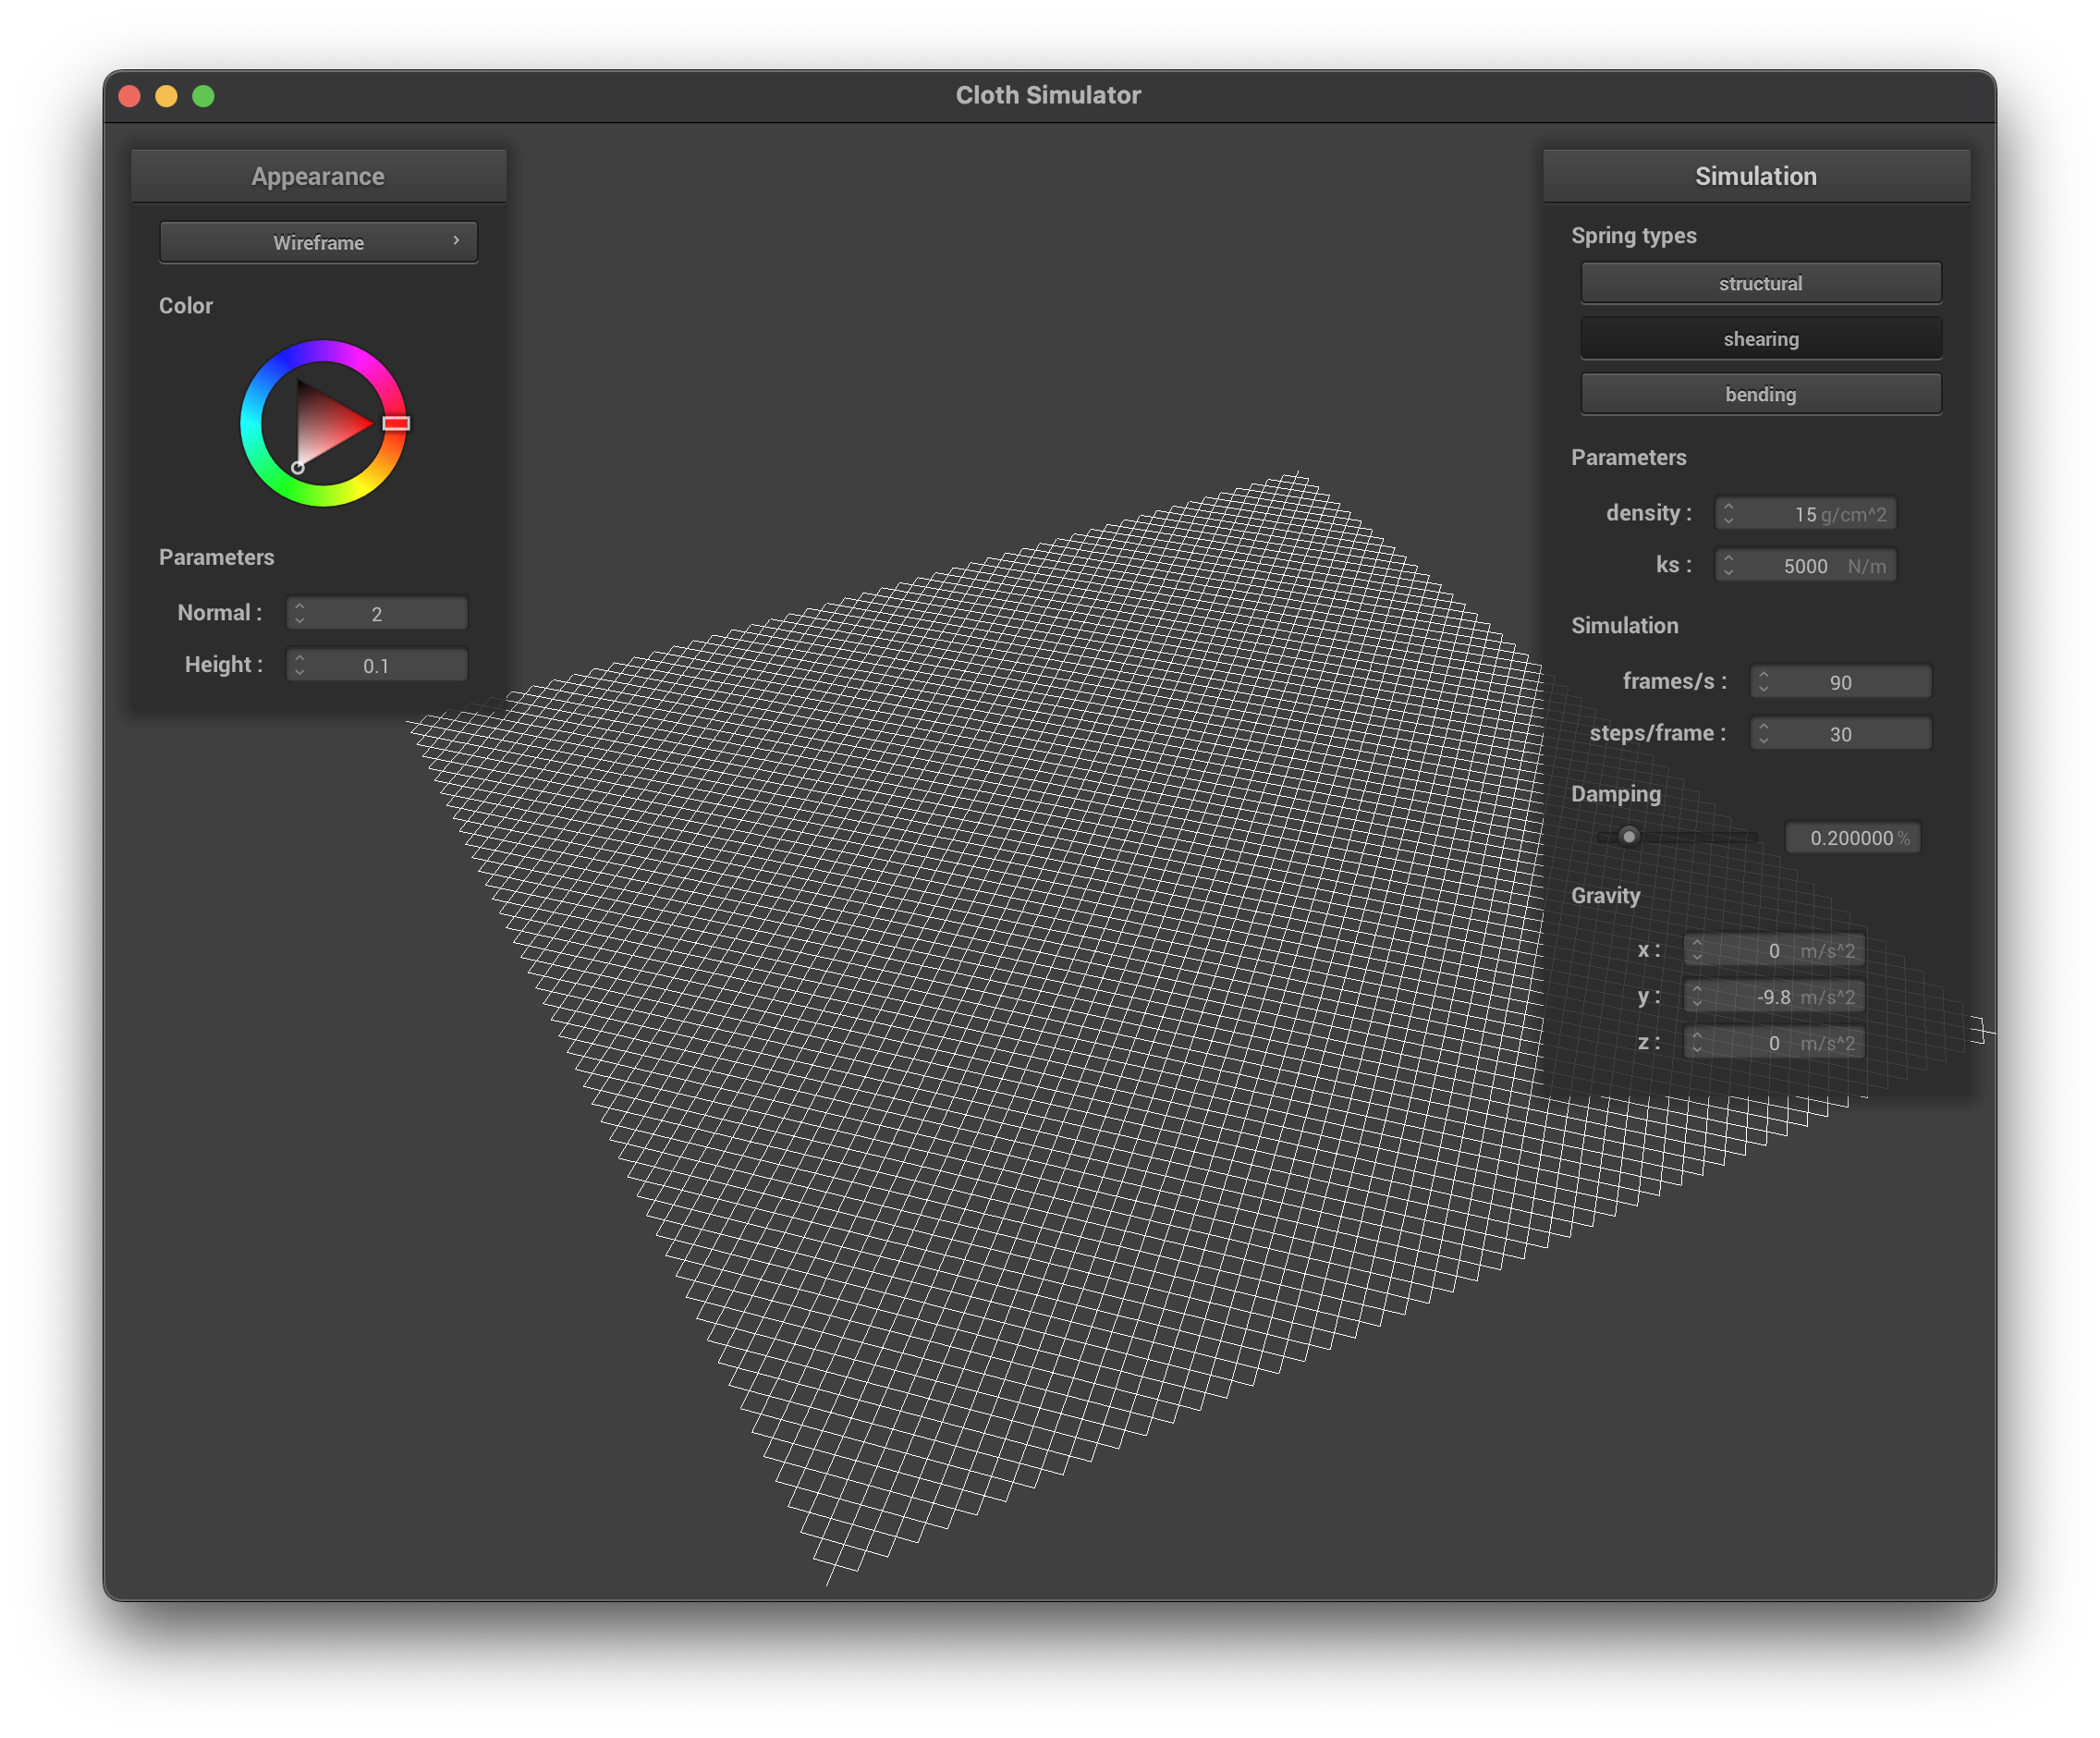 Cloth Simulator
Appearance
Wireframe
Color
Parameters
Normal : 2
Height : 0.1
Simulation
Spring types
structural
shearing
bending
Parameters
density : 15 g/cm^2
ks : 5000 N/m
Simulation
frames/s : 90
steps/frame : 30
Damping
0.200000 %
Gravity
x : 0 m/s^2
y : -9.8 m/s^2
z : 0 m/s^2